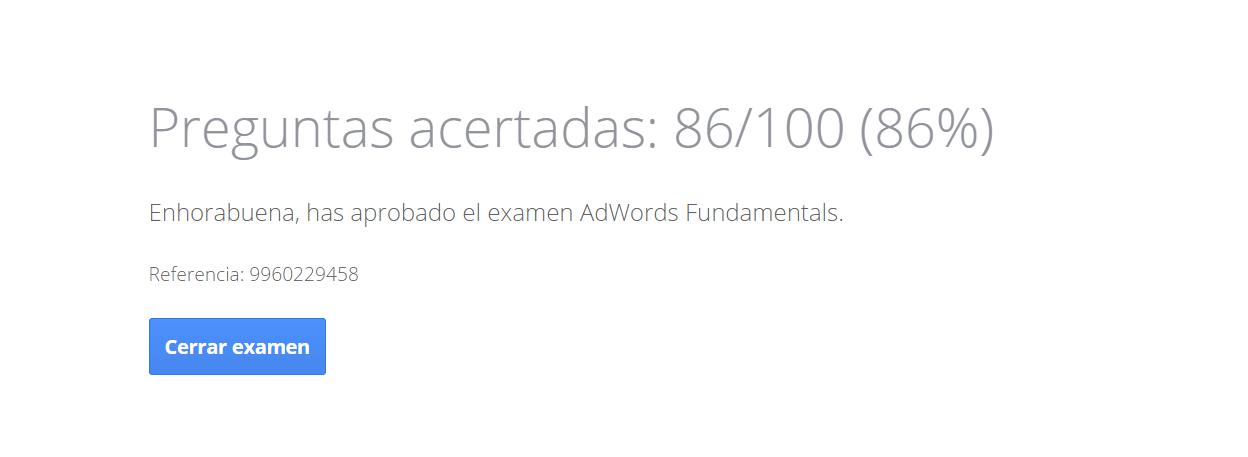 Preguntas acertadas: 86/100 (86%)
Enhorabuena, has aprobado el examen AdWords Fundamentals.
Referencia: 9960229458
Cerrar examen